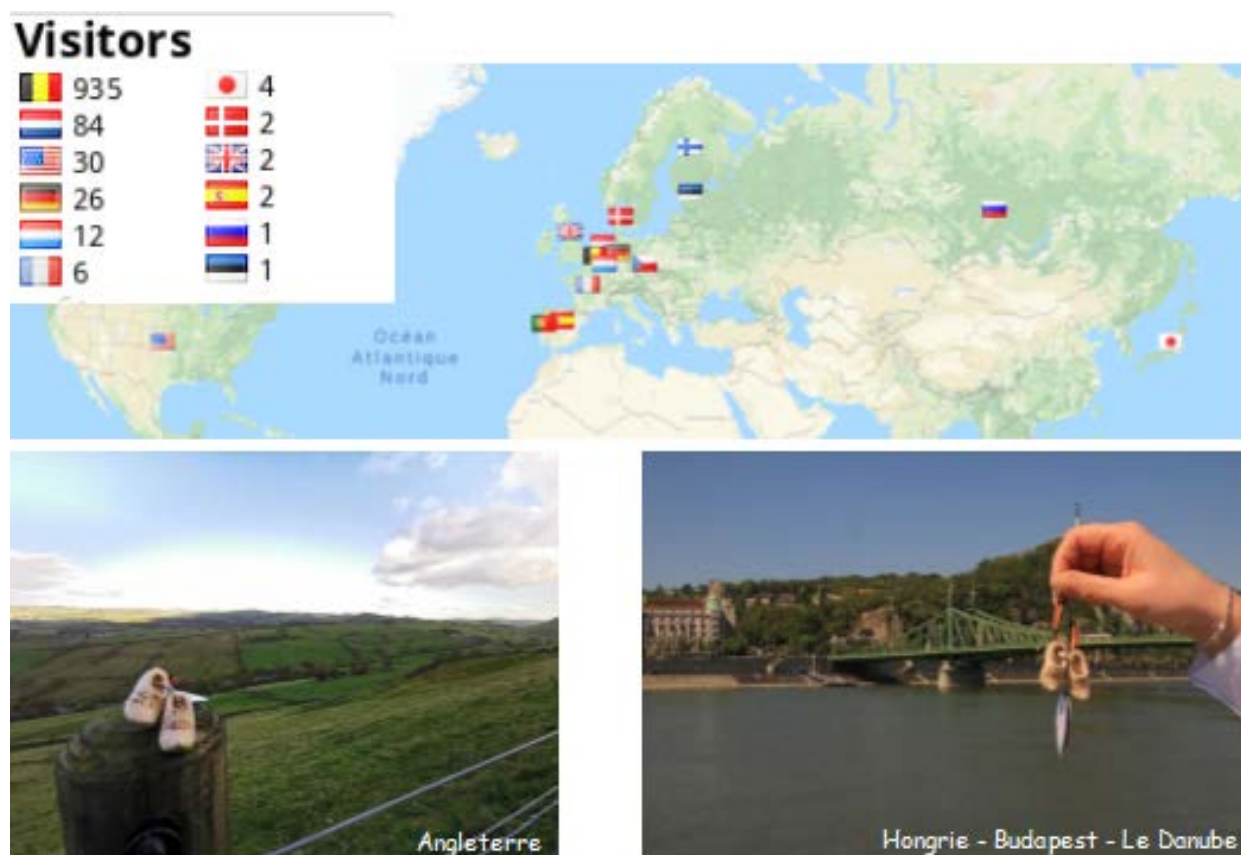 Visitors
935 4
84 2
30 2
26 2
12 1
6 1
Océan
Atlantique
Nord
Angleterre
Hongrie - Budapest - Le Danube